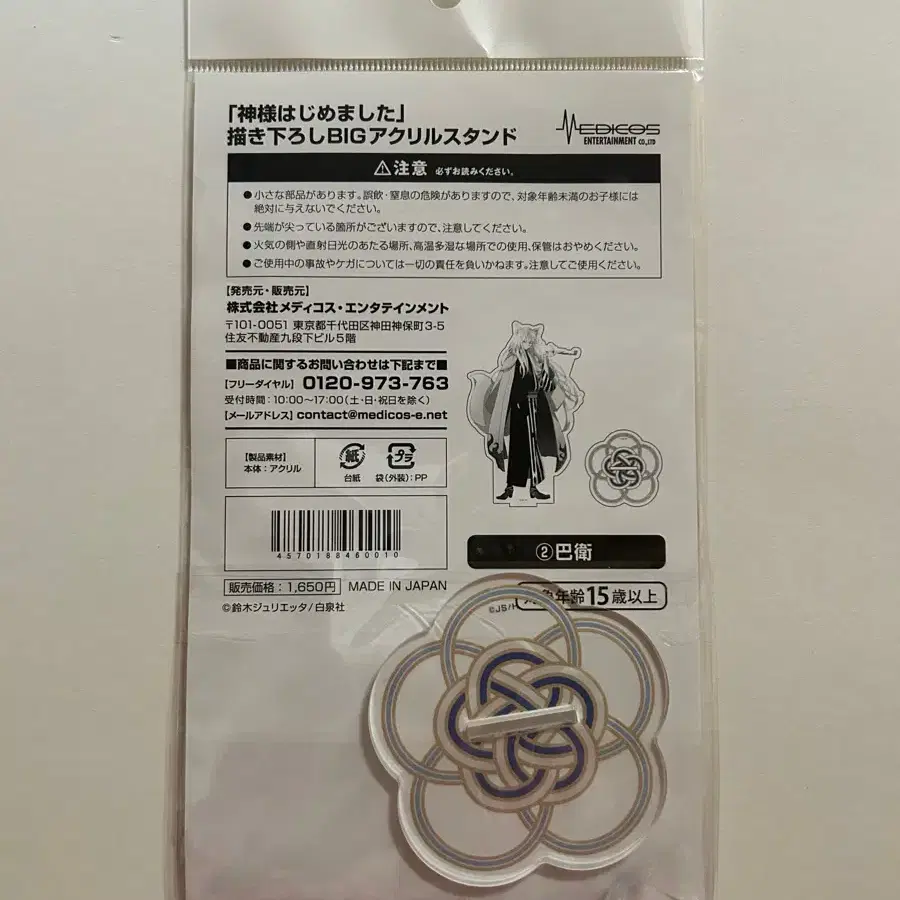 「神様はじめました」
描き下ろしBIGアクリルスタンド
MEDICOS
ENTERTAINMENT CO.,LTD
⚠注意 必ずお読みください。
●小さな部品があります。誤飲・窒息の危険がありますので、対象年齢未満のお子様には
絶対に与えないでください。
●先端が尖っている箇所がございますので、注意してください。
●火気の側や直射日光のあたる場所、高温多湿な場所での使用、保管はおやめください。
●ご使用中の事故やケガについては一切の責任を負いかねます。注意してご使用ください。
【発売元・販売元】
株式会社メディコス・エンタテインメント
〒101-0051 東京都千代田区神田神保町3-5
住友不動産九段下ビル5階
■商品に関するお問い合わせは下記まで■
【フリーダイヤル】 0120-973-763
受付時間:10:00〜17:00(土・日・祝日を除く)
【メールアドレス】 contact@medicos-e.net
【製品素材】
本体:アクリル
紙
台紙
プラ
袋(外装):PP
4570188460010
②巴衛
販売価格:1,650円 MADE IN JAPAN
対象年齢15歳以上
©鈴木ジュリエッタ/白泉社
©JS/H